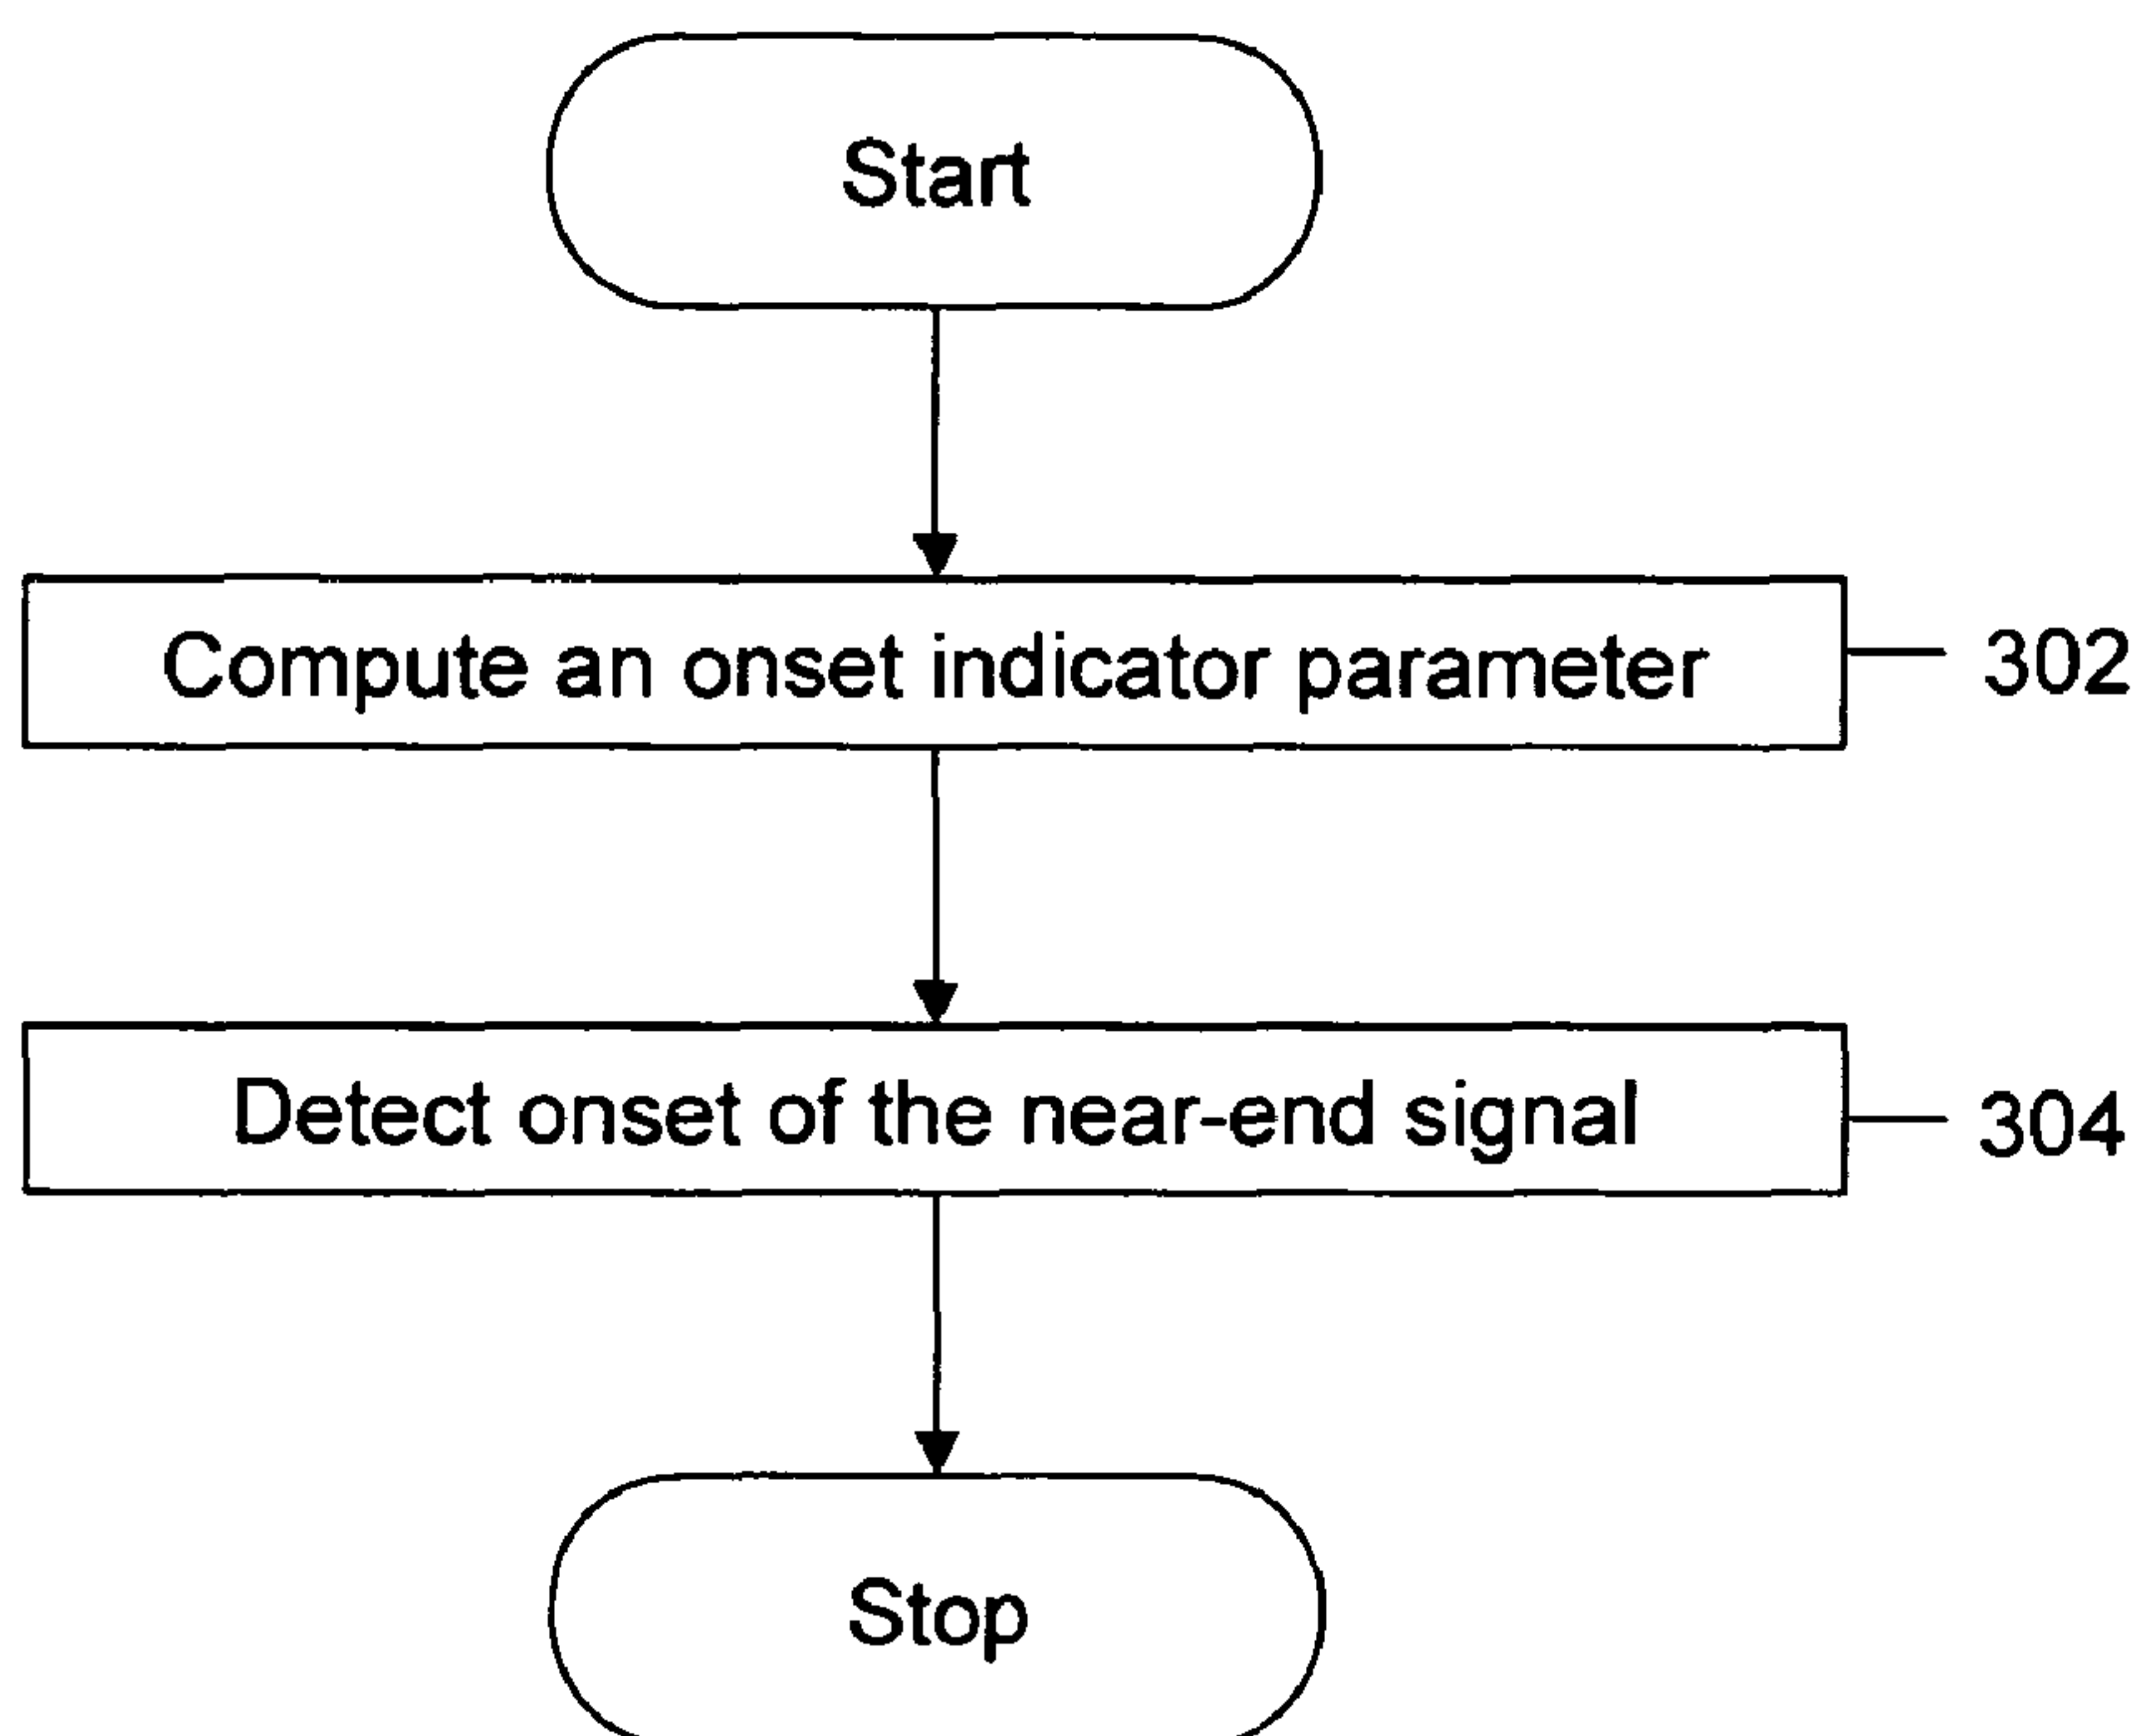 Start
Compute an onset indicator parameter
302
Detect onset of the near-end signal
304
Stop